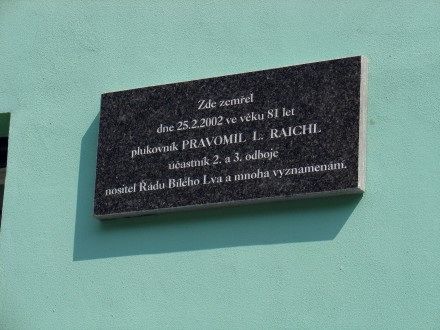 Zde zemřel
dne 25.2.2002 ve věku 81 let
plukovník PRAVOMIL L. RAICHL
účastník 2. a 3. odboje
nositel Řádu Bílého Lva a mnoha vyznamenám.